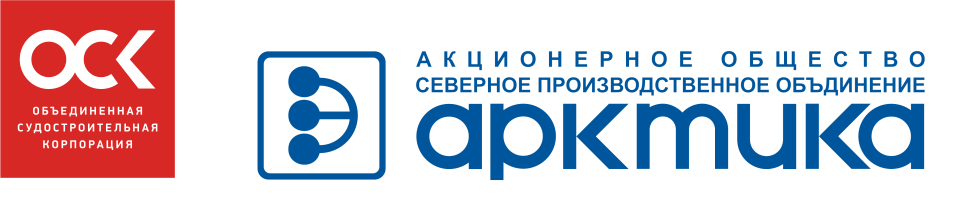 ОСК
ОБЪЕДИНЕННАЯ
СУДОСТРОИТЕЛЬНАЯ
КОРПОРАЦИЯ
АКЦИОНЕРНОЕ ОБЩЕСТВО
СЕВЕРНОЕ ПРОИЗВОДСТВЕННОЕ ОБЪДИНЕНИЕ
арктика